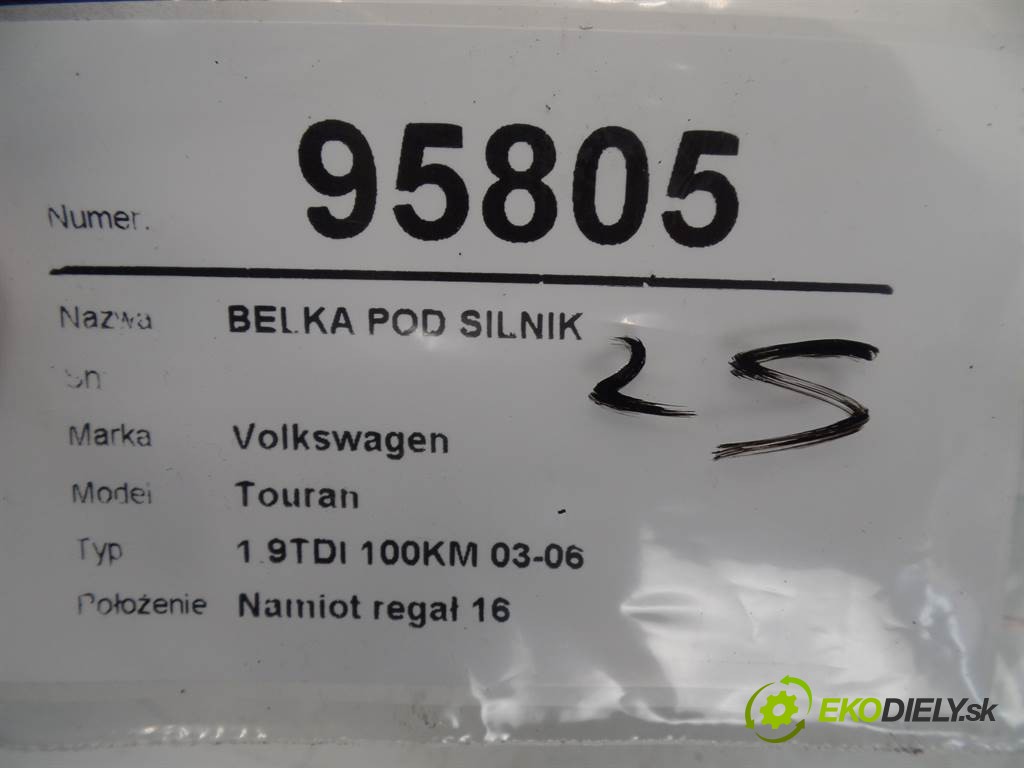 Numer. 95805
Nazwa BELKA POD SILNIK
Sn
25
Marka Volkswagen
Model Touran
Typ 1.9TDI 100KM 03-06
Położenie Namiot regał 16
EKODIELY.sk